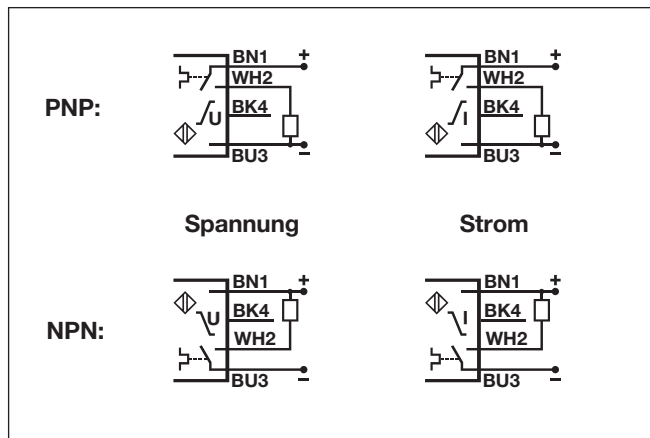 BN1 + BN1 +
WH2 WH2
PNP: U BK4 I BK4
BU3 − BU3 −
Spannung Strom
BN1 + BN1 +
U BK4 I BK4
NPN: WH2 WH2
BU3 − BU3 −